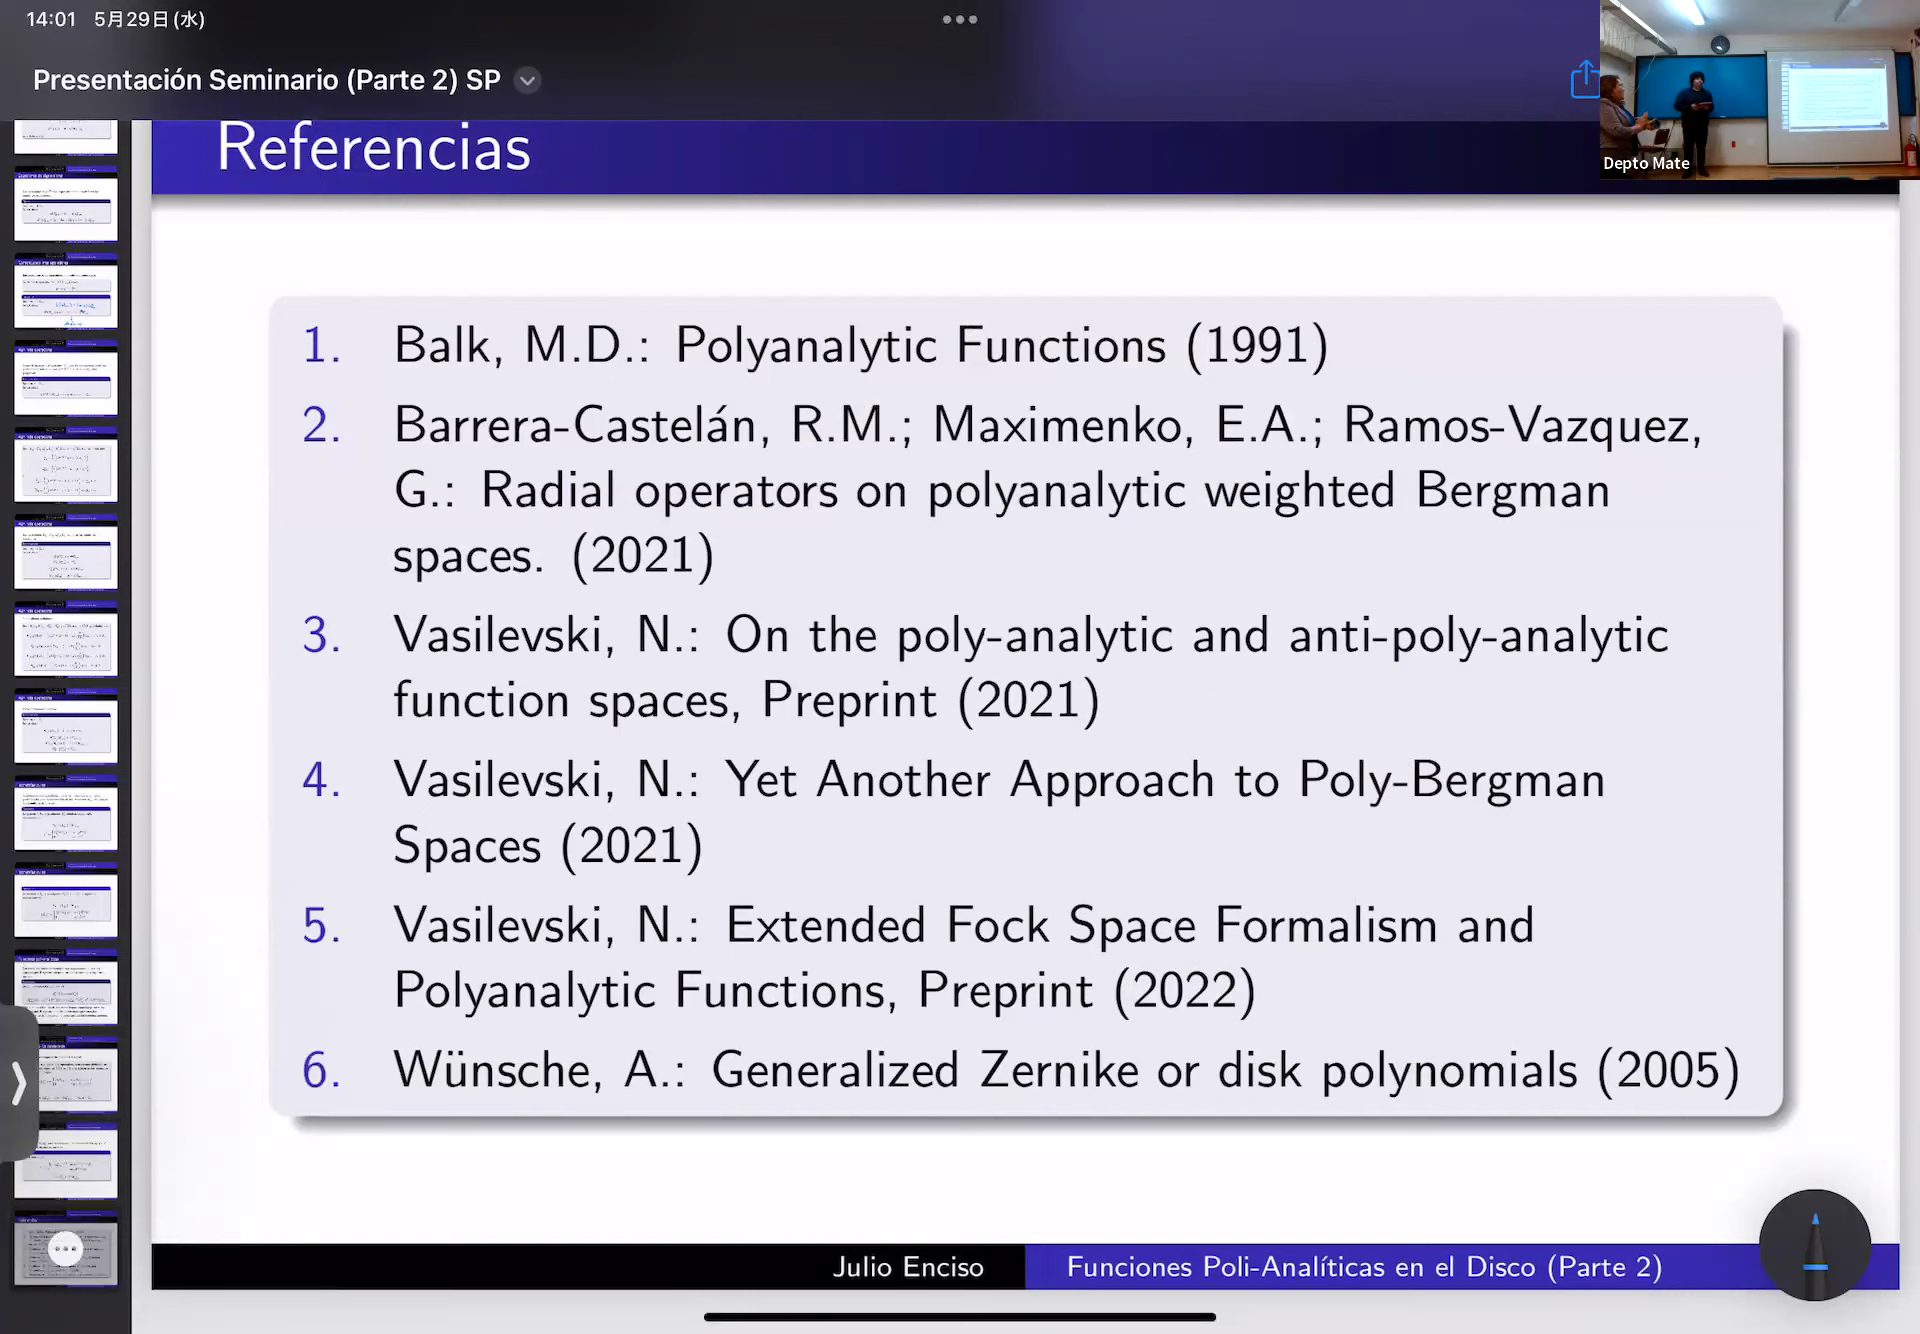 14:01 5月29日(水)
Presentación Seminario (Parte 2) SP
Depto Mate
Referencias
1. Balk, M.D.: Polyanalytic Functions (1991)
2. Barrera-Castelán, R.M.; Maximenko, E.A.; Ramos-Vazquez,
G.: Radial operators on polyanalytic weighted Bergman
spaces. (2021)
3. Vasilevski, N.: On the poly-analytic and anti-poly-analytic
function spaces, Preprint (2021)
4. Vasilevski, N.: Yet Another Approach to Poly-Bergman
Spaces (2021)
5. Vasilevski, N.: Extended Fock Space Formalism and
Polyanalytic Functions, Preprint (2022)
6. Wünsche, A.: Generalized Zernike or disk polynomials (2005)
Julio Enciso
Funciones Poli-Analíticas en el Disco (Parte 2)